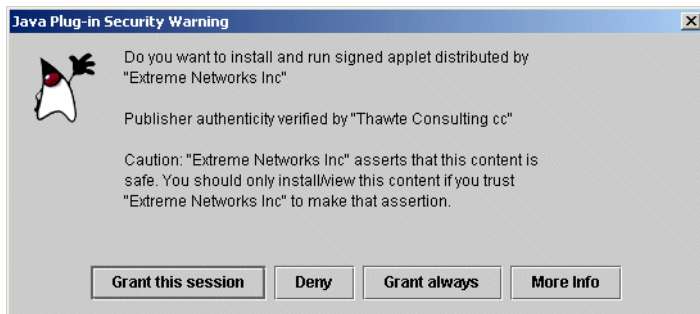 Java Plug-in Security Warning
Do you want to install and run signed applet distributed by
"Extreme Networks Inc"
Publisher authenticity verified by "Thawte Consulting cc"
Caution: "Extreme Networks Inc" asserts that this content is
safe. You should only install/view this content if you trust
"Extreme Networks Inc" to make that assertion.
Grant this session Deny Grant always More Info